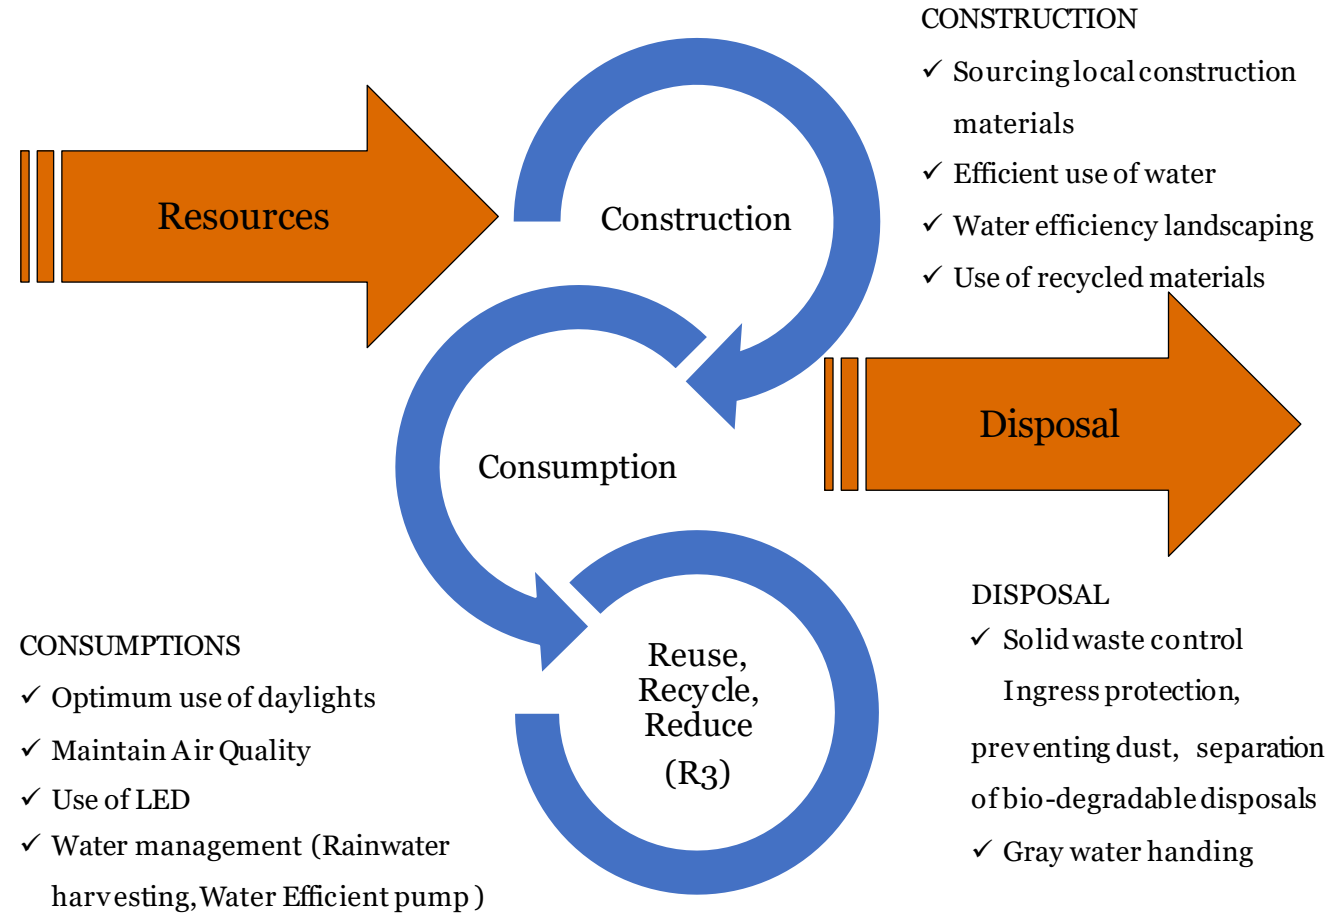 CONSTRUCTION
✓ Sourcing local construction
materials
✓ Efficient use of water
✓ Water efficiency landscaping
✓ Use of recycled materials
Resources
Construction
Disposal
Consumption
Reuse,
Recycle,
Reduce
(R3)
CONSUMPTIONS
✓ Optimum use of daylights
✓ Maintain Air Quality
✓ Use of LED
✓ Water management (Rainwater
harvesting, Water Efficient pump )
DISPOSAL
✓ Solid waste control
Ingress protection,
preventing dust, separation
of bio-degradable disposals
✓ Gray water handing